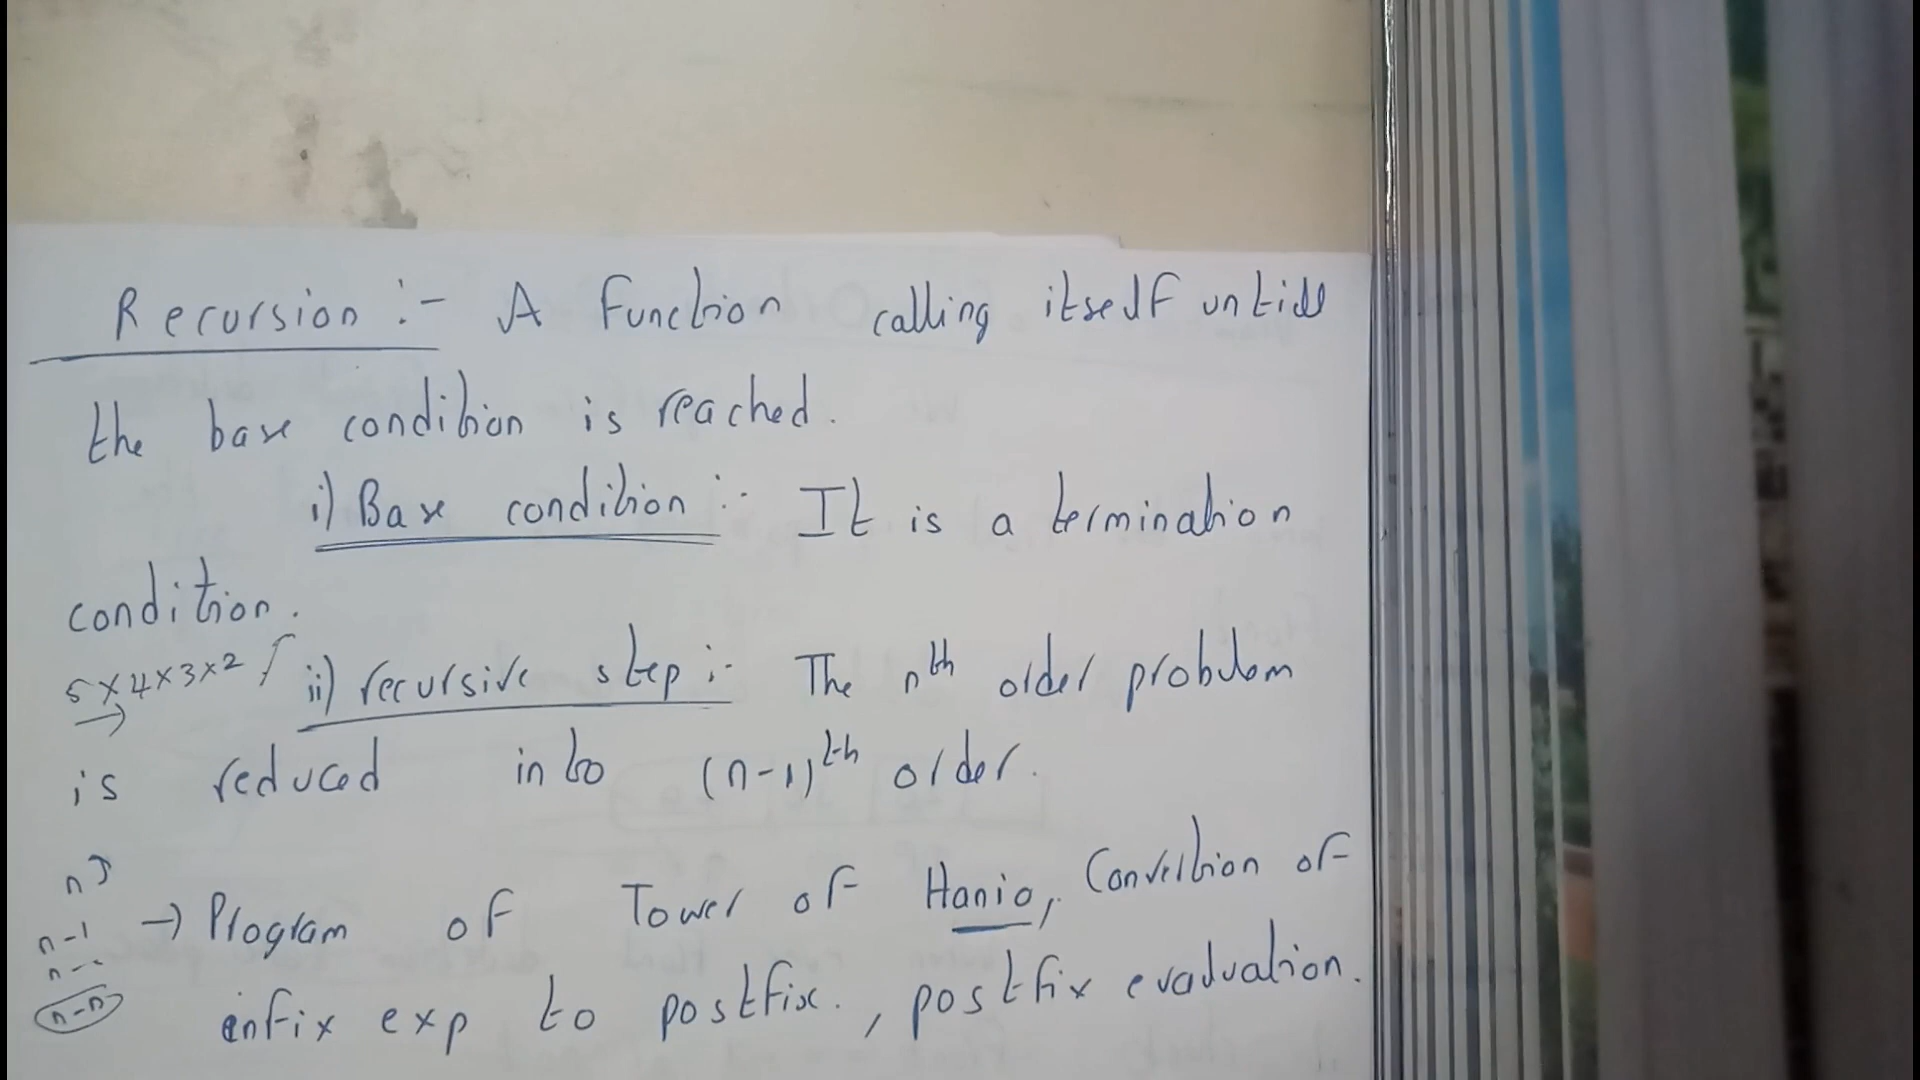 Recursion :- A Function calling itself untill
the base condition is reached.
i) Base condition :- It is a termination
condition.
5 x 4 x 3 x 2
ii) recursive step :- The nth order probulem
is reduced into (n-1)th order.
n
n-1
n-n
→ Program of Tower of Hanio, Convertion of
enfix exp to postfix. , postfix evaluation.